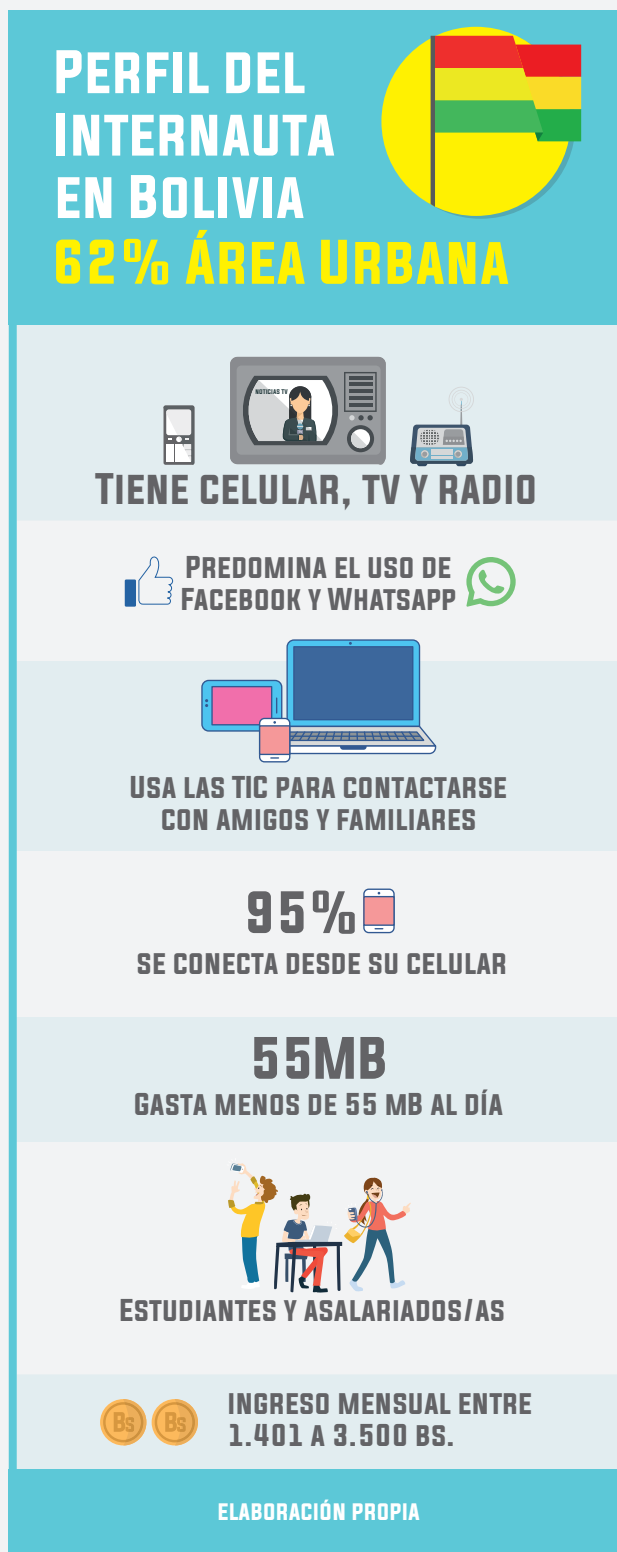 PERFIL DEL
INTERNAUTA
EN BOLIVIA
62% ÁREA URBANA
NOTICIAS TV
TIENE CELULAR, TV Y RADIO
PREDOMINA EL USO DE
FACEBOOK Y WHATSAPP
USA LAS TIC PARA CONTACTARSE
CON AMIGOS Y FAMILIARES
95%
SE CONECTA DESDE SU CELULAR
55MB
GASTA MENOS DE 55 MB AL DÍA
ESTUDIANTES Y ASALARIADOS/AS
Bs Bs
INGRESO MENSUAL ENTRE
1.401 A 3.500 BS.
ELABORACIÓN PROPIA